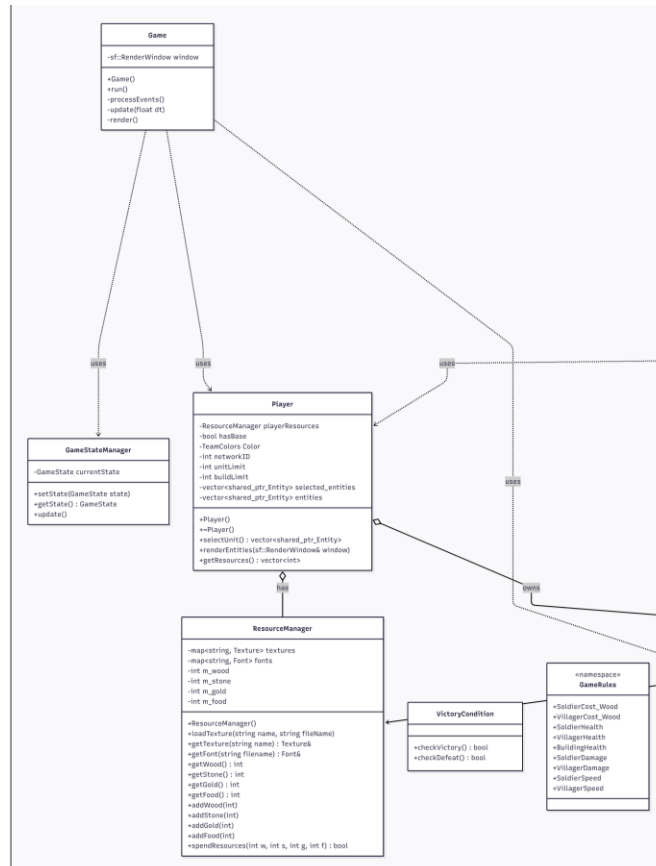 Game
-sf::RenderWindow window
+Game()
+run()
-processEvents()
-update(float dt)
-render()
uses
uses
uses
Player
-ResourceManager playerResources
-bool hasBase
-TeamColors Color
-int networkID
-int unitLimit
-int buildLimit
-vector<shared_ptr_Entity> selected_entities
-vector<shared_ptr_Entity> entities
+Player()
+~Player()
+selectUnit() : vector<shared_ptr_Entity>
+renderEntities(sf::RenderWindow& window)
+getResources() : vector<int>
GameStateManager
-GameState currentState
+setState(GameState state)
+getState() : GameState
+update()
uses
has
owns
ResourceManager
-map<string, Texture> textures
-map<string, Font> fonts
-int m_wood
-int m_stone
-int m_gold
-int m_food
+ResourceManager()
+loadTexture(string name, string fileName)
+getTexture(string name) : Texture&
+getFont(string filename) : Font&
+getWood() : int
+getStone() : int
+getGold() : int
+getFood() : int
+addWood(int)
+addStone(int)
+addGold(int)
+addFood(int)
+spendResources(int w, int s, int g, int f) : bool
VictoryCondition
+checkVictory() : bool
+checkDefeat() : bool
«namespace»
GameRules
+SoldierCost_Wood
+VillagerCost_Wood
+SoldierHealth
+VillagerHealth
+BuildingHealth
+SoldierDamage
+VillagerDamage
+SoldierSpeed
+VillagerSpeed